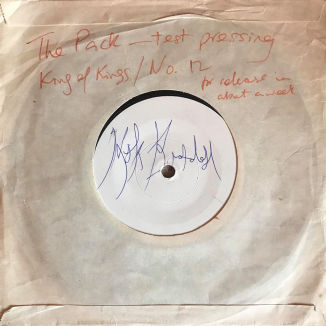 The Pack — test pressing
King of Kings / No. 12
for release in
about a week